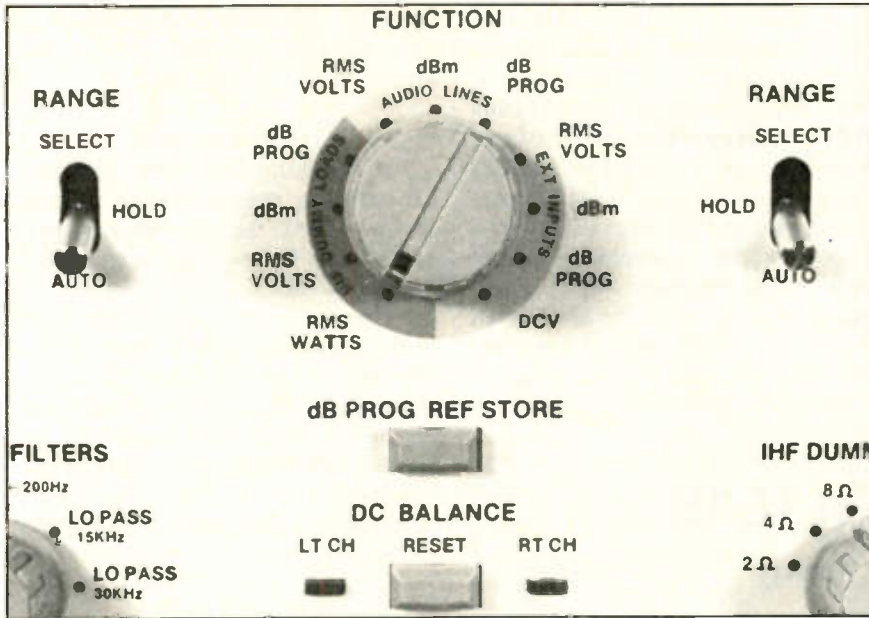 FUNCTION
RANGE
SELECT
HOLD
AUTO
RMS
VOLTS
dBm
dB
PROG
AUDIO LINES
dB
PROG
dBm
RMS
VOLTS
RMS
WATTS
DUMMY LOADS
RMS
VOLTS
dBm
dB
PROG
DCV
EXT INPUTS
RANGE
SELECT
HOLD
AUTO
dB PROG REF STORE
FILTERS
200Hz
LO PASS
15KHz
LO PASS
30KHz
DC BALANCE
LT CH
RESET
RT CH
IHF DUMM
8 Ω
4 Ω
2 Ω